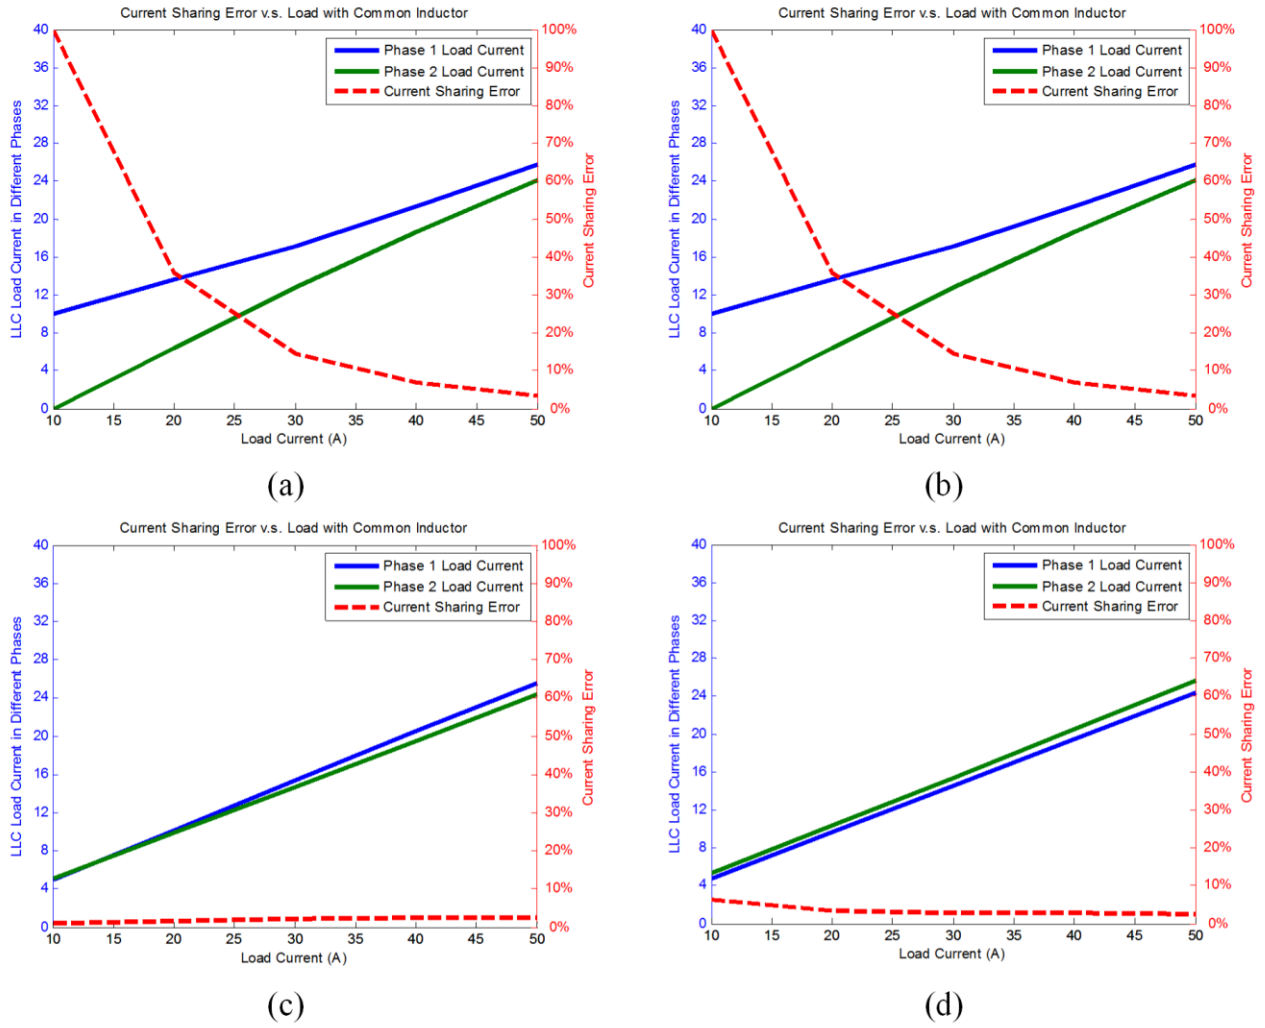 Current Sharing Error v.s. Load with Common Inductor
40
36
32
28
24
20
16
12
8
4
0
LLC Load Current in Different Phases
Phase 1 Load Current
Phase 2 Load Current
Current Sharing Error
100%
90%
80%
70%
60%
50%
40%
30%
20%
10%
0%
Current Sharing Error
10 15 20 25 30 35 40 45 50
Load Current (A)
(a)
Current Sharing Error v.s. Load with Common Inductor
40
36
32
28
24
20
16
12
8
4
0
LLC Load Current in Different Phases
Phase 1 Load Current
Phase 2 Load Current
Current Sharing Error
100%
90%
80%
70%
60%
50%
40%
30%
20%
10%
0%
Current Sharing Error
10 15 20 25 30 35 40 45 50
Load Current (A)
(b)
Current Sharing Error v.s. Load with Common Inductor
40
36
32
28
24
20
16
12
8
4
0
LLC Load Current in Different Phases
Phase 1 Load Current
Phase 2 Load Current
Current Sharing Error
100%
90%
80%
70%
60%
50%
40%
30%
20%
10%
0%
Current Sharing Error
10 15 20 25 30 35 40 45 50
Load Current (A)
(c)
Current Sharing Error v.s. Load with Common Inductor
40
36
32
28
24
20
16
12
8
4
0
LLC Load Current in Different Phases
Phase 1 Load Current
Phase 2 Load Current
Current Sharing Error
100%
90%
80%
70%
60%
50%
40%
30%
20%
10%
0%
Current Sharing Error
10 15 20 25 30 35 40 45 50
Load Current (A)
(d)